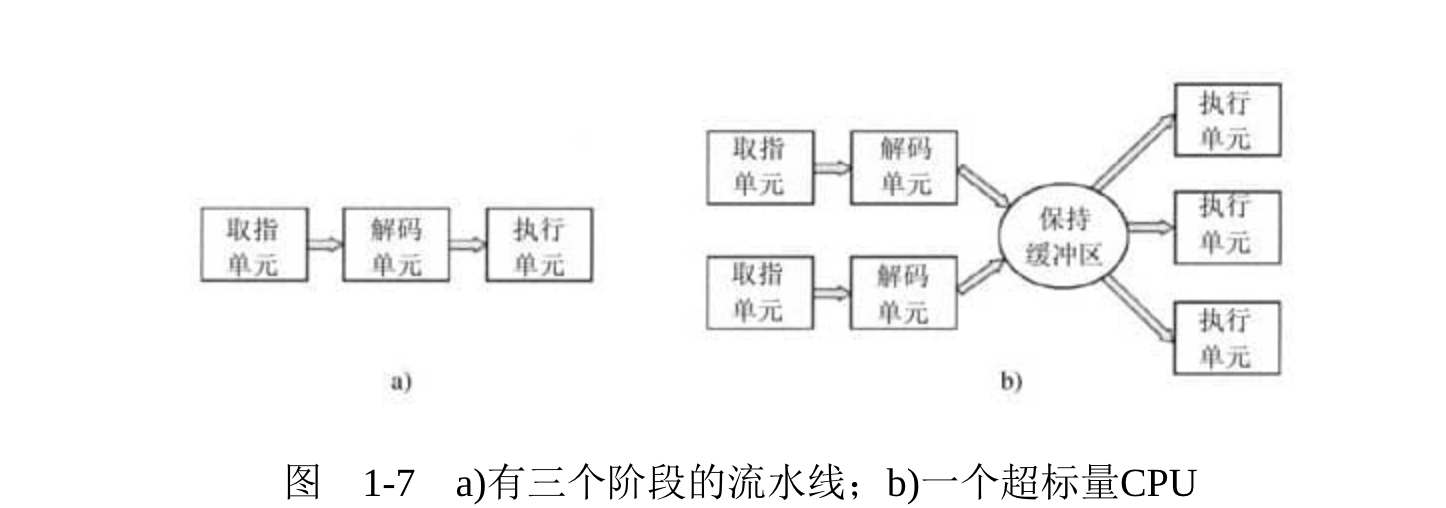 取指
单元
解码
单元
执行
单元
a)
取指
单元
解码
单元
取指
单元
解码
单元
保持
缓冲区
执行
单元
执行
单元
执行
单元
b)
图 1-7 a)有三个阶段的流水线；b)一个超标量CPU